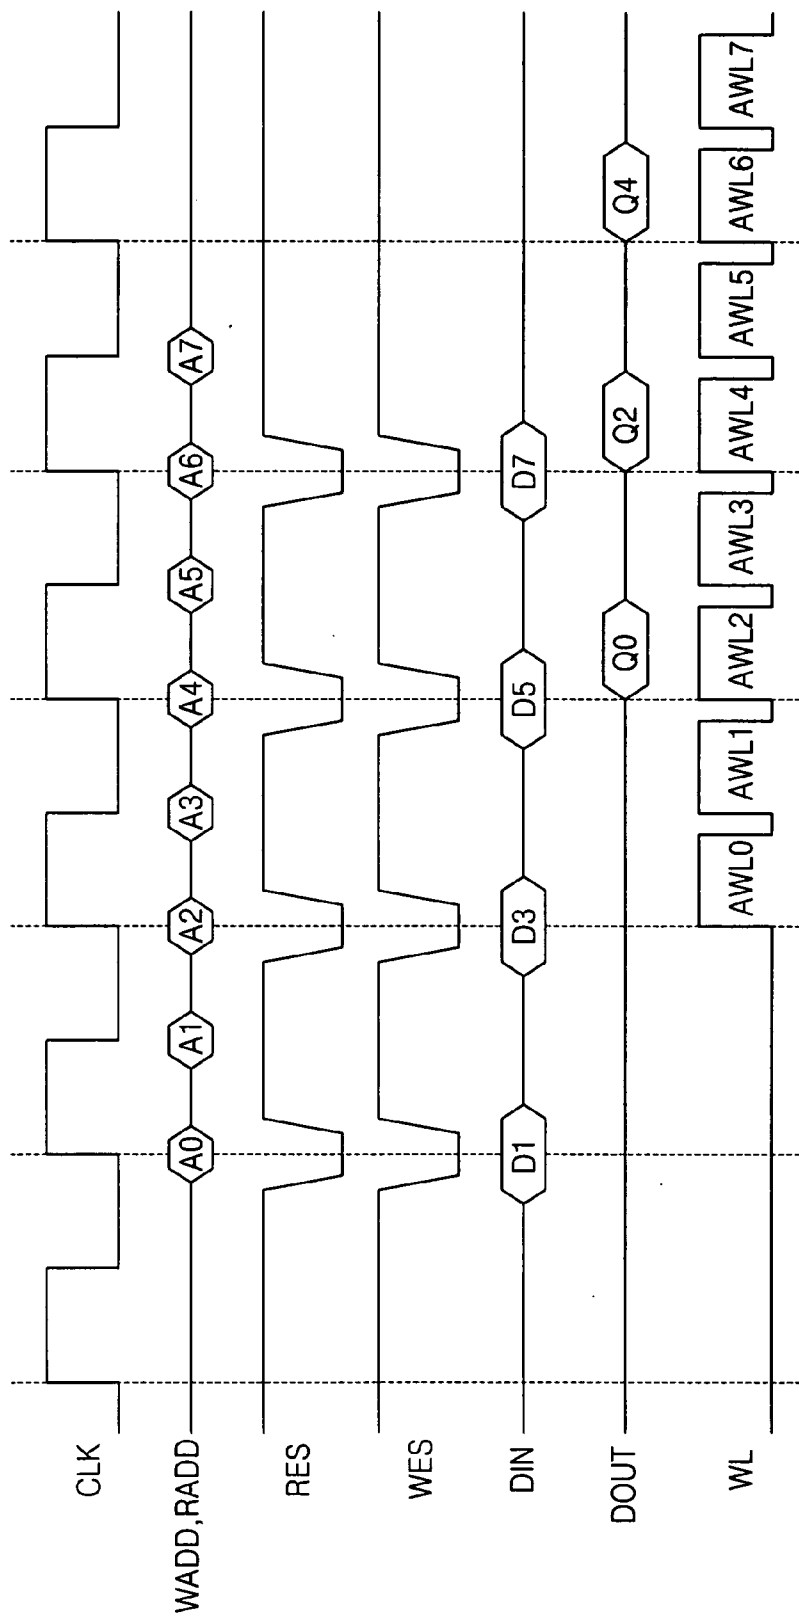 CLK
WADD,RADD A0 A1 A2 A3 A4 A5 A6 A7
RES
WES
DIN D1 D3 D5 D7
DOUT Q0 Q2 Q4
WL AWL0 AWL1 AWL2 AWL3 AWL4 AWL5 AWL6 AWL7